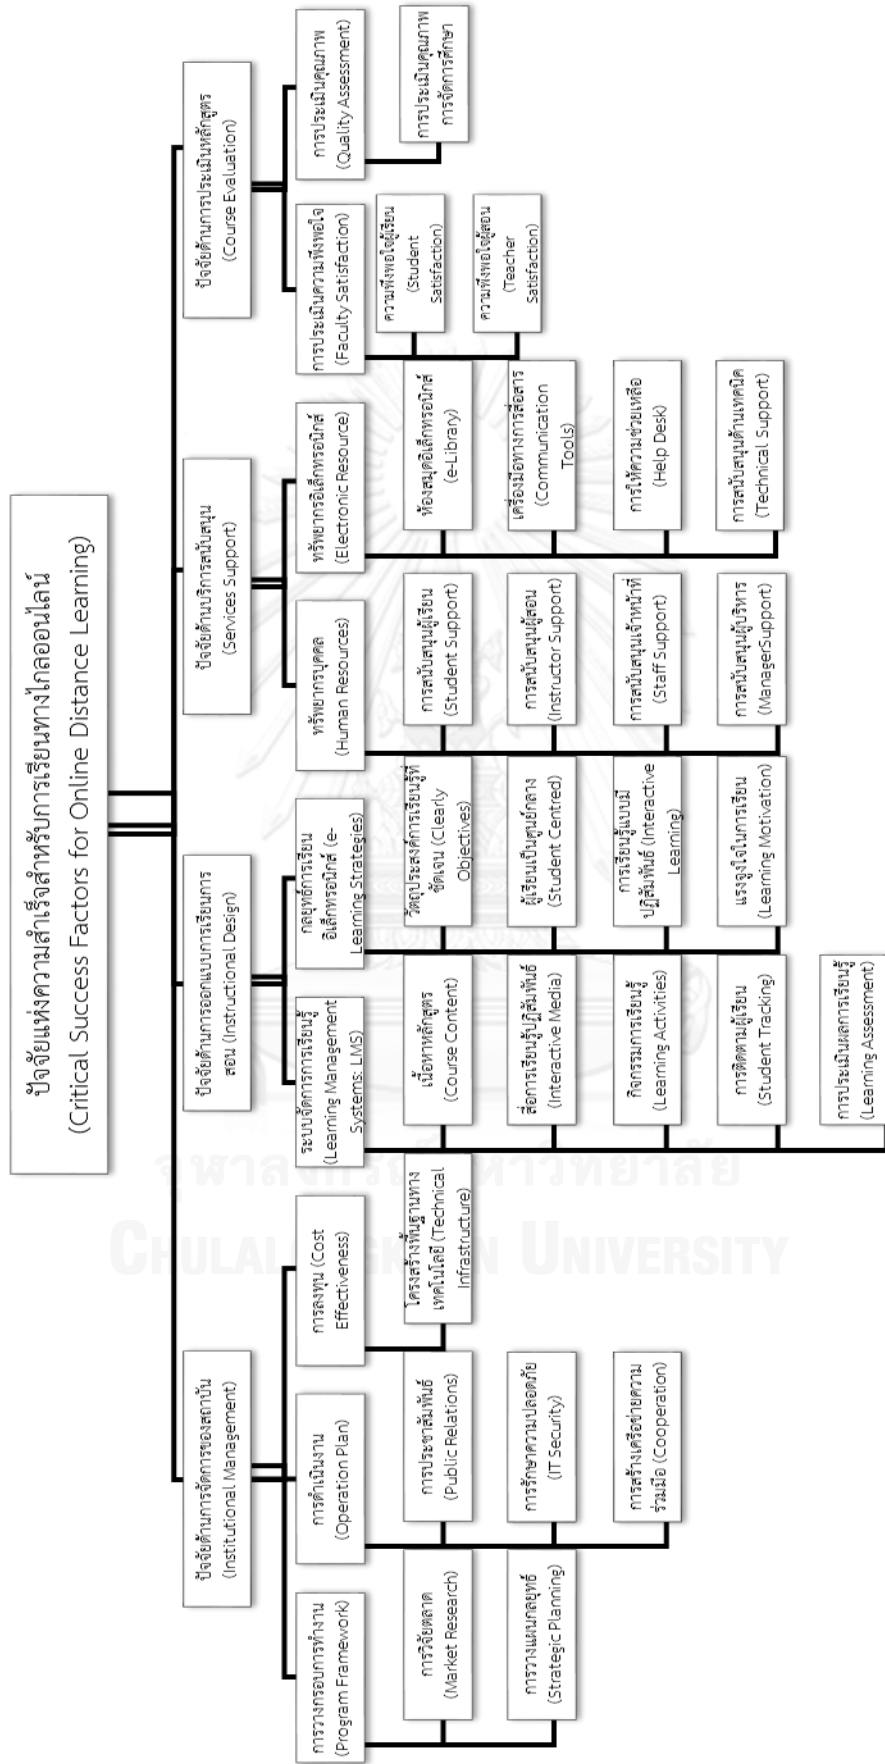 ปัจจัยแห่งความสำเร็จสำหรับการเรียนทางไกลออนไลน์
(Critical Success Factors for Online Distance Learning)
ปัจจัยด้านการจัดการของสถาบัน
(Institutional Management)
การวางกรอบการทำงาน
(Program Framework)
การวิจัยตลาด
(Market Research)
การวางแผนกลยุทธ์
(Strategic Planning)
การดำเนินงาน
(Operation Plan)
การประชาสัมพันธ์
(Public Relations)
การรักษาความปลอดภัย
(IT Security)
การสร้างเครือข่ายความ
ร่วมมือ (Cooperation)
การลงทุน (Cost
Effectiveness)
โครงสร้างพื้นฐานทาง
เทคโนโลยี (Technical
Infrastructure)
ปัจจัยด้านการออกแบบการเรียนการ
สอน (Instructional Design)
ระบบจัดการการเรียนรู้
(Learning Management
Systems: LMS)
เนื้อหาหลักสูตร
(Course Content)
สื่อการเรียนรู้ปฏิสัมพันธ์
(Interactive Media)
กิจกรรมการเรียนรู้
(Learning Activities)
การติดตามผู้เรียน
(Student Tracking)
การประเมินผลการเรียนรู้
(Learning Assessment)
กลยุทธ์การเรียน
อิเล็กทรอนิกส์ (e-
Learning Strategies)
วัตถุประสงค์การเรียนรู้ที่
ชัดเจน (Clearly
Objectives)
ผู้เรียนเป็นศูนย์กลาง
(Student Centred)
การเรียนรู้แบบมี
ปฏิสัมพันธ์ (Interactive
Learning)
แรงจูงใจในการเรียน
(Learning Motivation)
ปัจจัยด้านบริการสนับสนุน
(Services Support)
ทรัพยากรบุคคล
(Human Resources)
การสนับสนุนผู้เรียน
(Student Support)
การสนับสนุนผู้สอน
(Instructor Support)
การสนับสนุนเจ้าหน้าที่
(Staff Support)
การสนับสนุนผู้บริหาร
(ManagerSupport)
ทรัพยากรอิเล็กทรอนิกส์
(Electronic Resource)
ห้องสมุดอิเล็กทรอนิกส์
(e-Library)
เครื่องมือทางการสื่อสาร
(Communication
Tools)
การให้ความช่วยเหลือ
(Help Desk)
การสนับสนุนด้านเทคนิค
(Technical Support)
ปัจจัยด้านการประเมินหลักสูตร
(Course Evaluation)
การประเมินความพึงพอใจ
(Faculty Satisfaction)
ความพึงพอใจผู้เรียน
(Student
Satisfaction)
ความพึงพอใจผู้สอน
(Teacher
Satisfaction)
การประเมินคุณภาพ
(Quality Assessment)
การประเมินคุณภาพ
การจัดการศึกษา